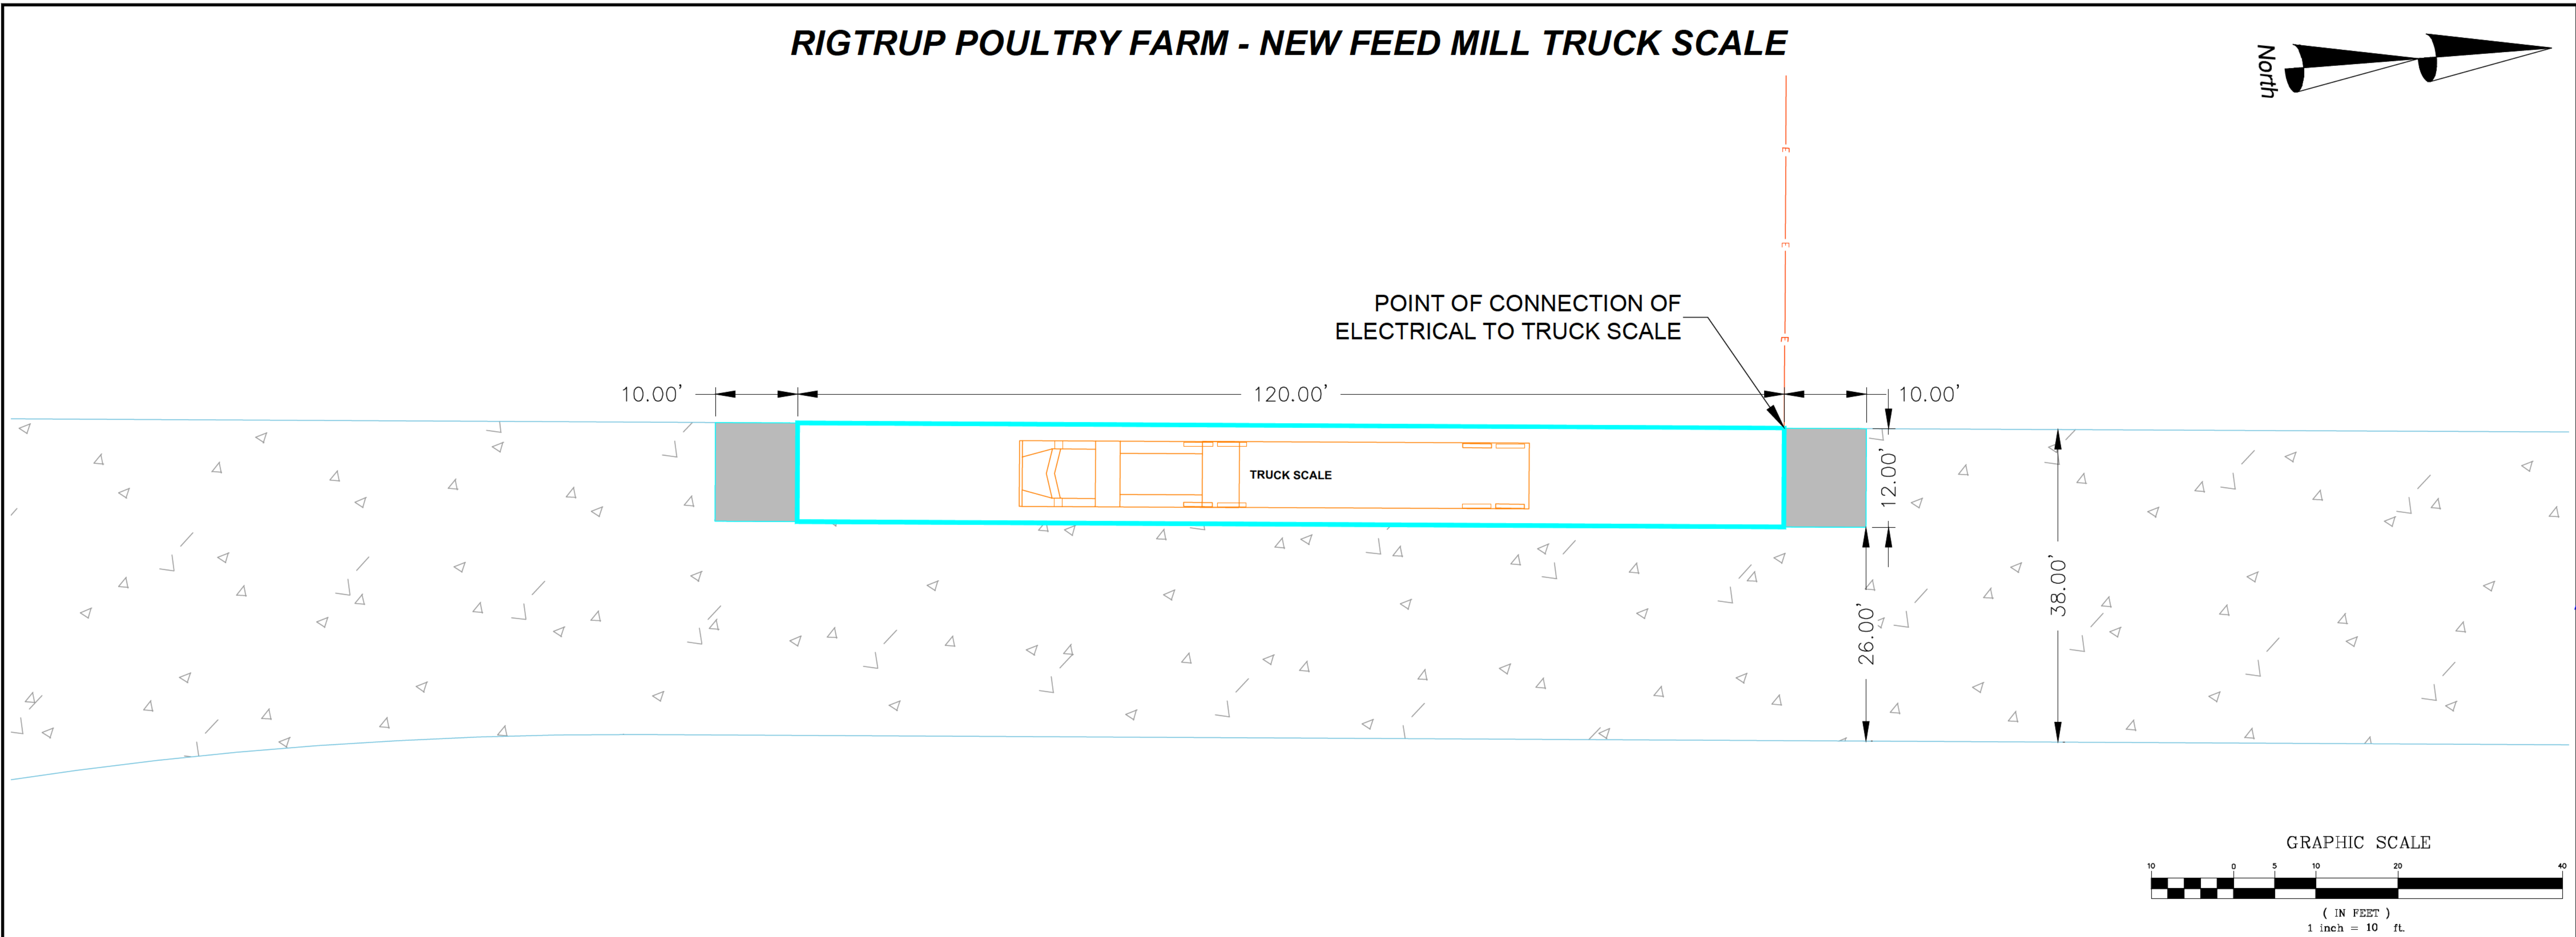 RIGTRUP POULTRY FARM - NEW FEED MILL TRUCK SCALE
North
E
E
POINT OF CONNECTION OF
ELECTRICAL TO TRUCK SCALE
E
10.00'
120.00'
10.00'
TRUCK SCALE
12.00'
38.00'
26.00'
GRAPHIC SCALE
10 0 5 10 20 40
( IN FEET )
1 inch = 10 ft.